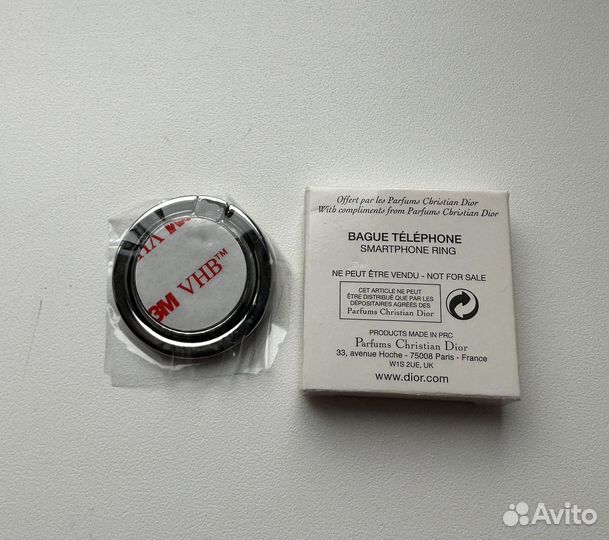 VHB
3M VHB™
Offert par les Parfums Christian Dior
With compliments from Parfums Christian Dior
BAGUE TÉLÉPHONE
SMARTPHONE RING
NE PEUT ÊTRE VENDU - NOT FOR SALE
CET ARTICLE NE PEUT
ÊTRE DISTRIBUÉ QUE PAR LES
DÉPOSITAIRES AGRÉÉS DES
Parfums Christian Dior
PRODUCTS MADE IN PRC
Parfums Christian Dior
33, avenue Hoche - 75008 Paris - France
W1S 2UE, UK
www.dior.com
Avito